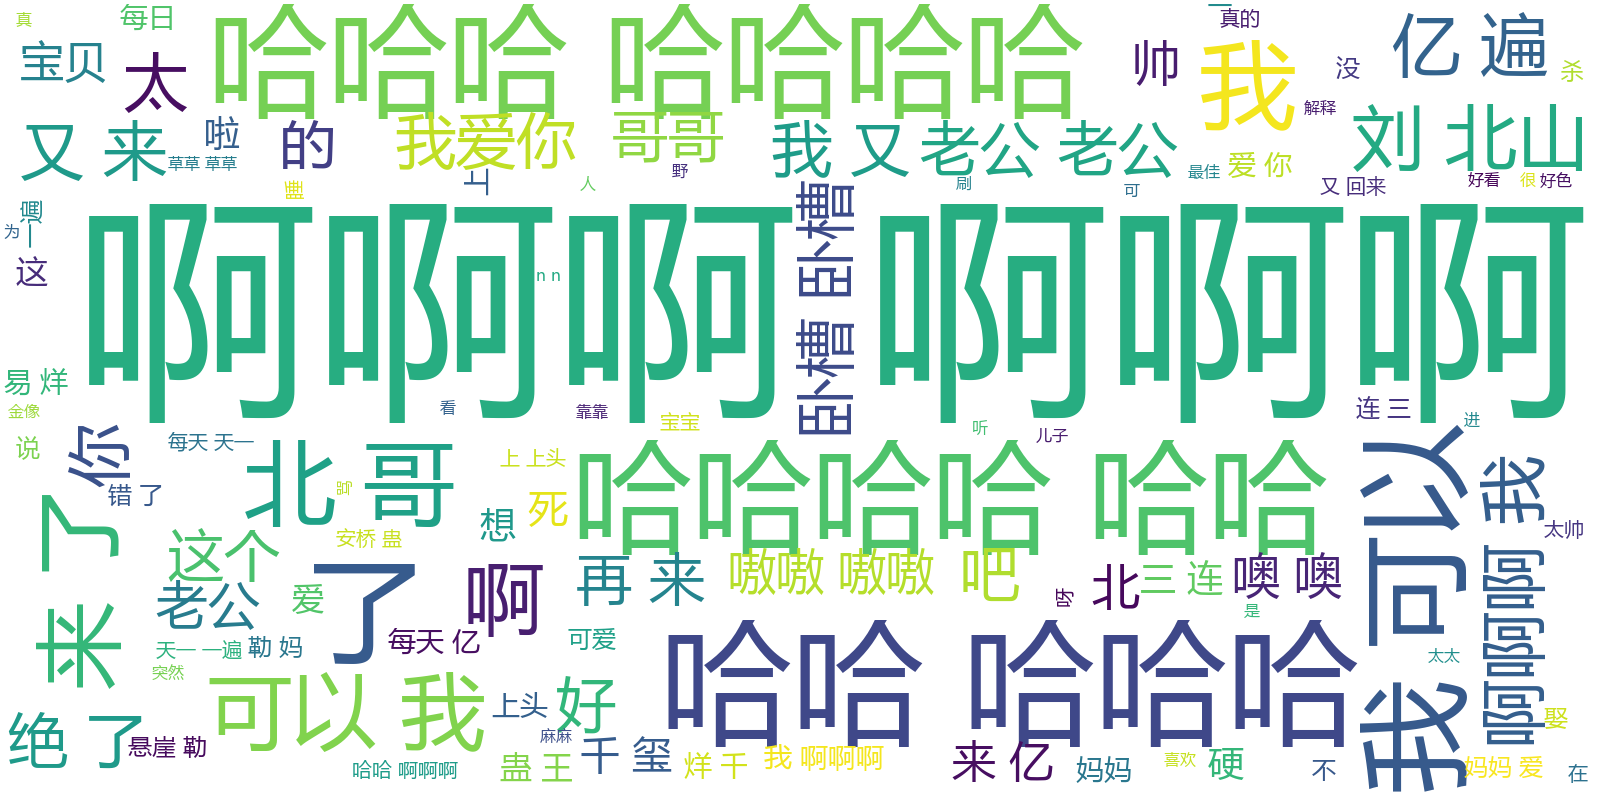 真
每日
哈哈哈 哈哈哈哈
一
真的
宝贝
太
帅
我
没
亿 遍
杀
解释
又 来
啦
草草 草草
的
我爱你
哥哥
我 又
老公 老公
最佳
爱 你
刘 北山
幽
上
人
野
刷
可
又 回来
好看
很 好色
一遍
为
这
啊啊啊 啊啊啊
n n
卧槽 卧槽
易 烊
金像
看
靠靠
宝宝
听
儿子
连 三
进
说
你
每天 天一
北 哥
上 上头
哈哈哈哈 哈哈
我 可以
我
错 了
死
想
太帅
来 了
这个
安桥 蛊
了
啊
再 来
嗷嗷 嗷嗷
吧
呀
北
三 连
噢 噢
啊啊啊啊
老公
爱
是
天一 一遍
勒 妈
每天 亿
可爱
哈哈 哈哈哈
太太
突然
可以 我
上头
好
绝 了
悬崖 勒
麻麻
千 玺
娶
哈哈 啊啊啊
蛊 王
烊 千
我 啊啊啊
来 亿
妈妈
喜欢
硬
不
妈妈 爱
在